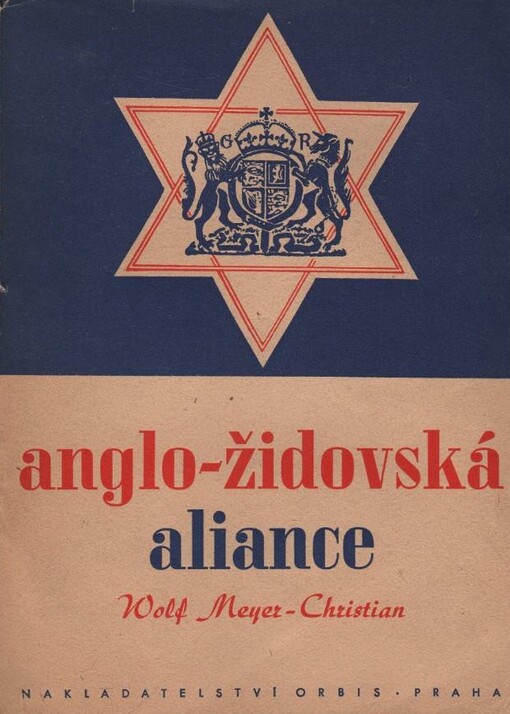 G R
anglo-židovská
aliance
Wolf Meyer-Christian
NAKLADATELSTVÍ ORBIS · PRAHA